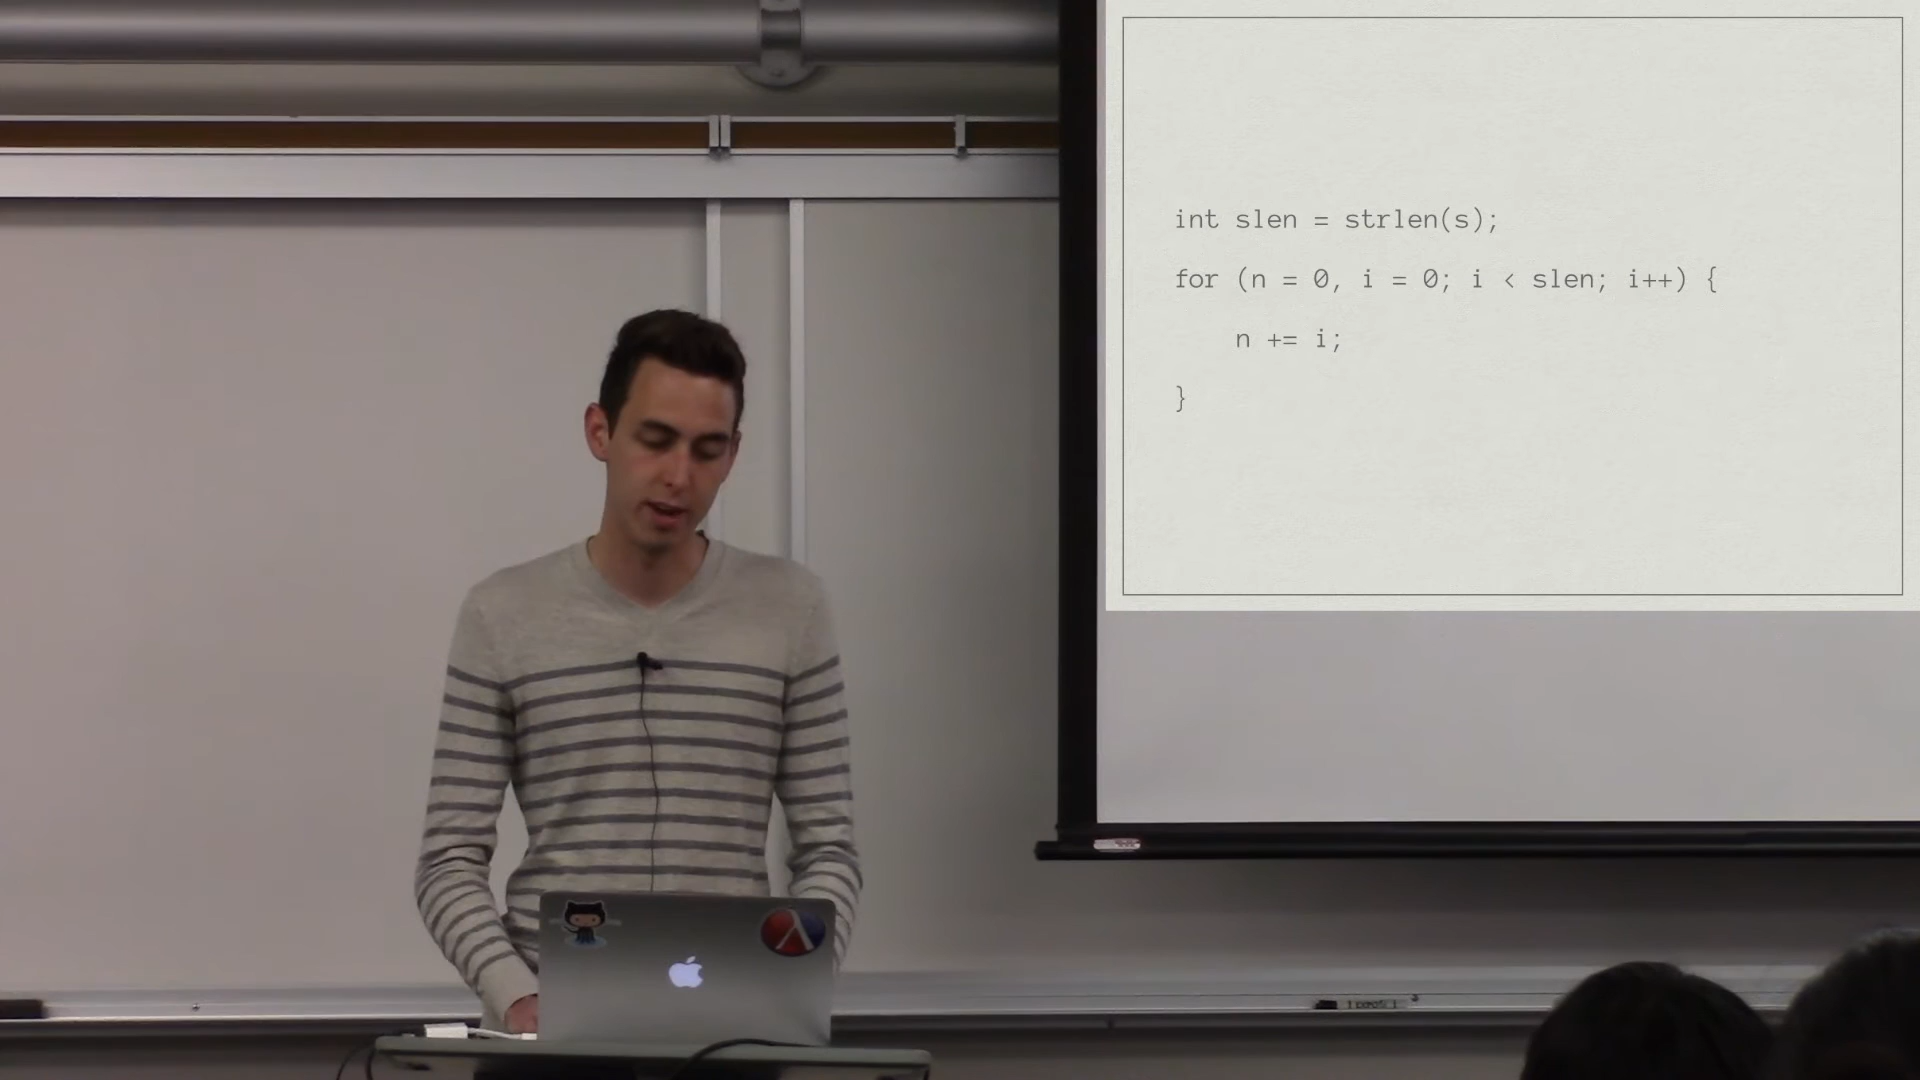 int slen = strlen(s);
for (n = 0, i = 0; i < slen; i++) {
n += i;
}